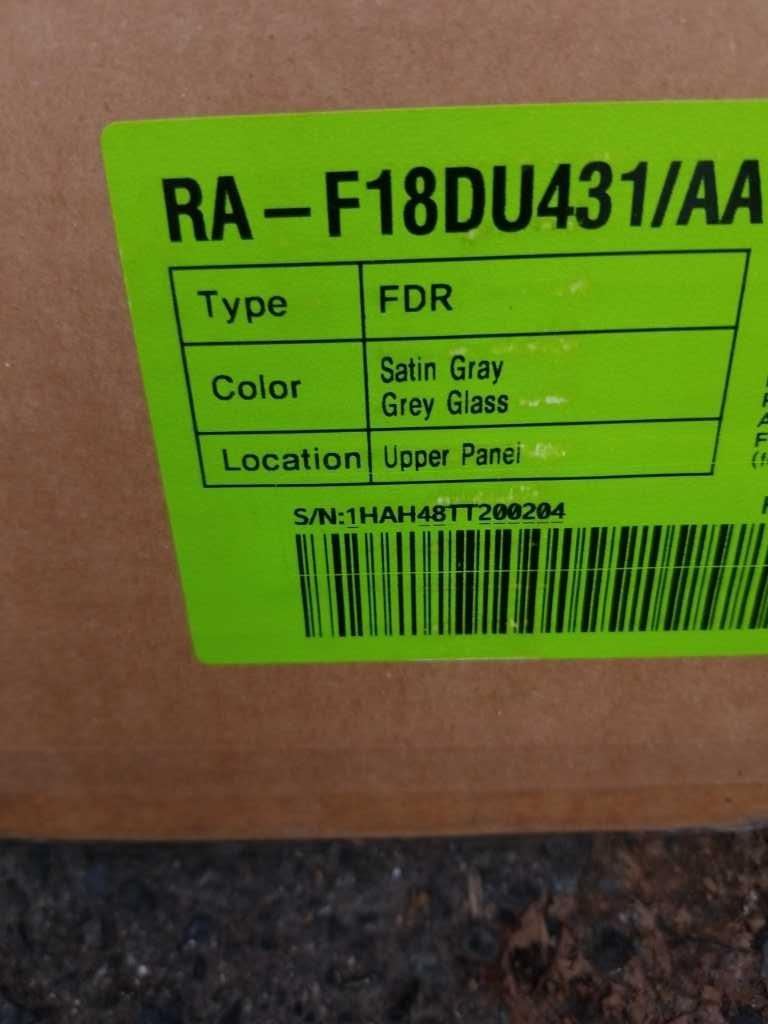 RA-F18DU431/AA
Type FDR
Color Satin Gray
Grey Glass
Location Upper Panel
S/N:1HAH48TT200204